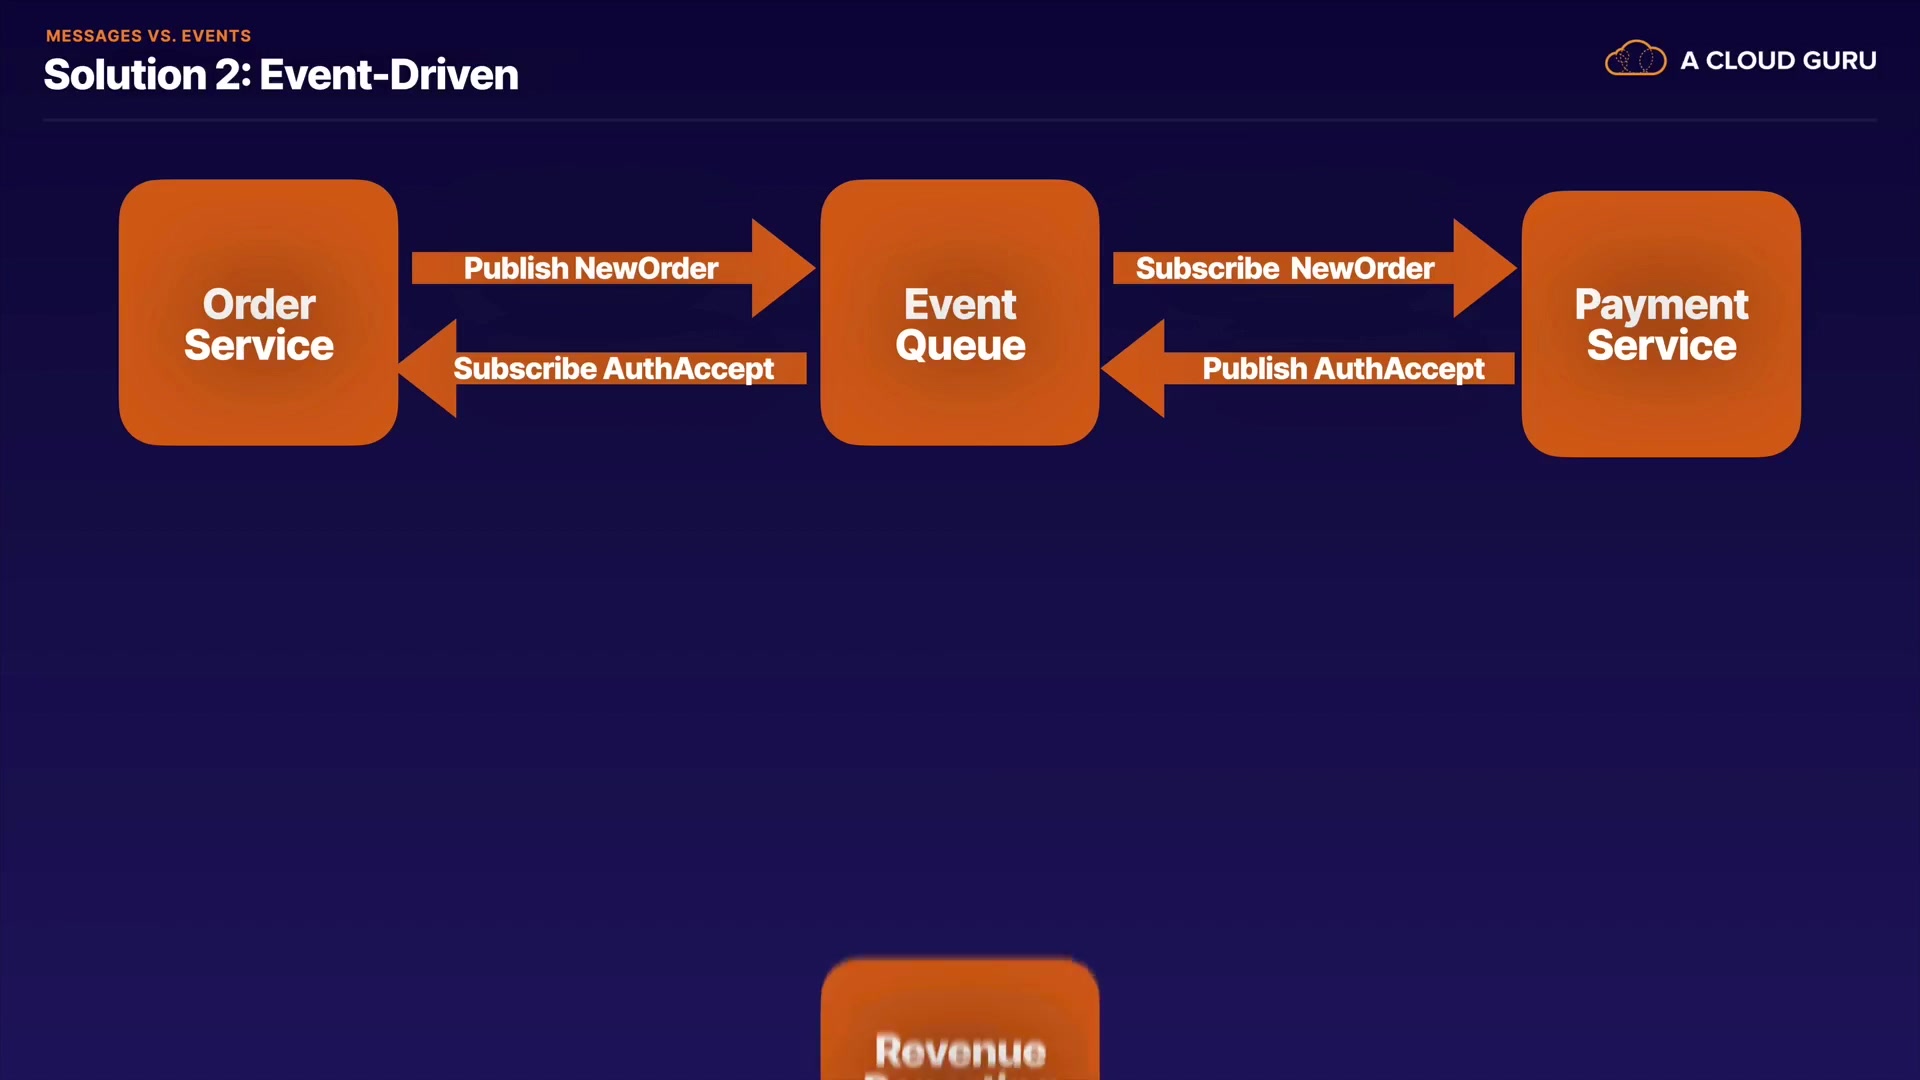 MESSAGES VS. EVENTS
Solution 2: Event-Driven
A CLOUD GURU
Order
Service
Publish NewOrder
Subscribe AuthAccept
Event
Queue
Subscribe NewOrder
Publish AuthAccept
Payment
Service
Revenue